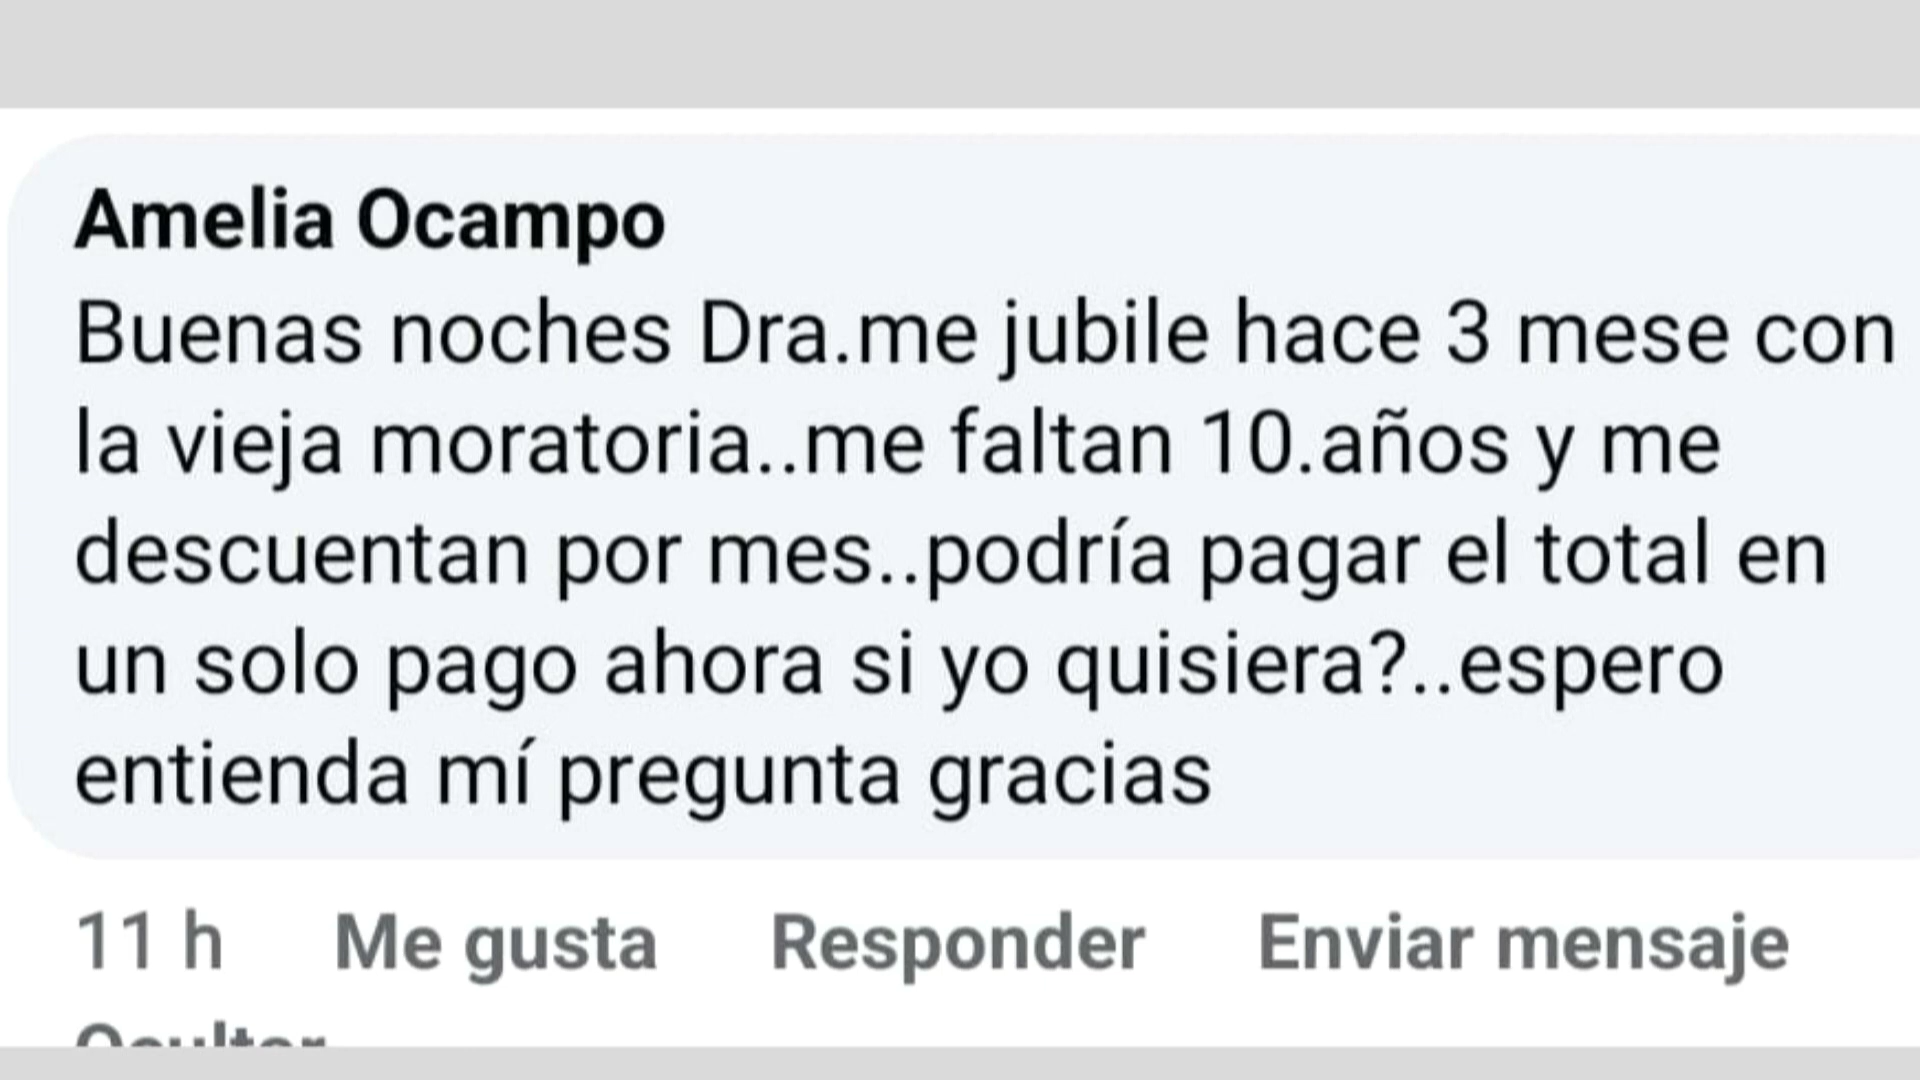 Amelia Ocampo
Buenas noches Dra.me jubile hace 3 mese con
la vieja moratoria..me faltan 10.años y me
descuentan por mes..podría pagar el total en
un solo pago ahora si yo quisiera?..espero
entienda mí pregunta gracias
11 h Me gusta Responder Enviar mensaje
Ocultar